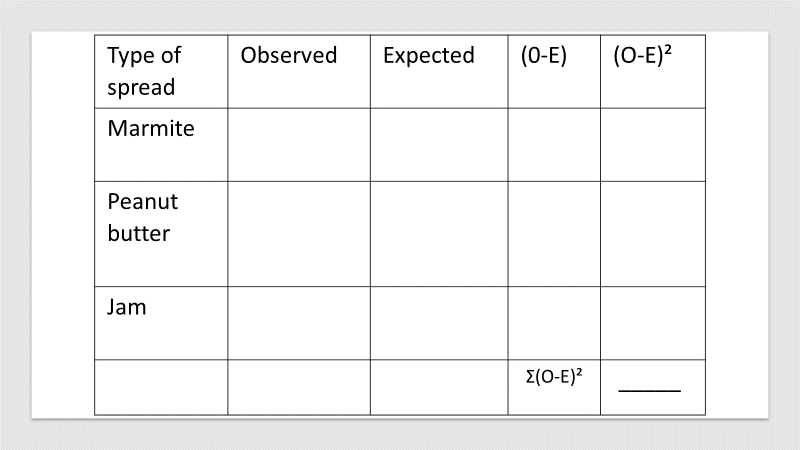 Type of spread Observed Expected (0-E) (O-E)²
Marmite
Peanut butter
Jam
Σ(O-E)² ______